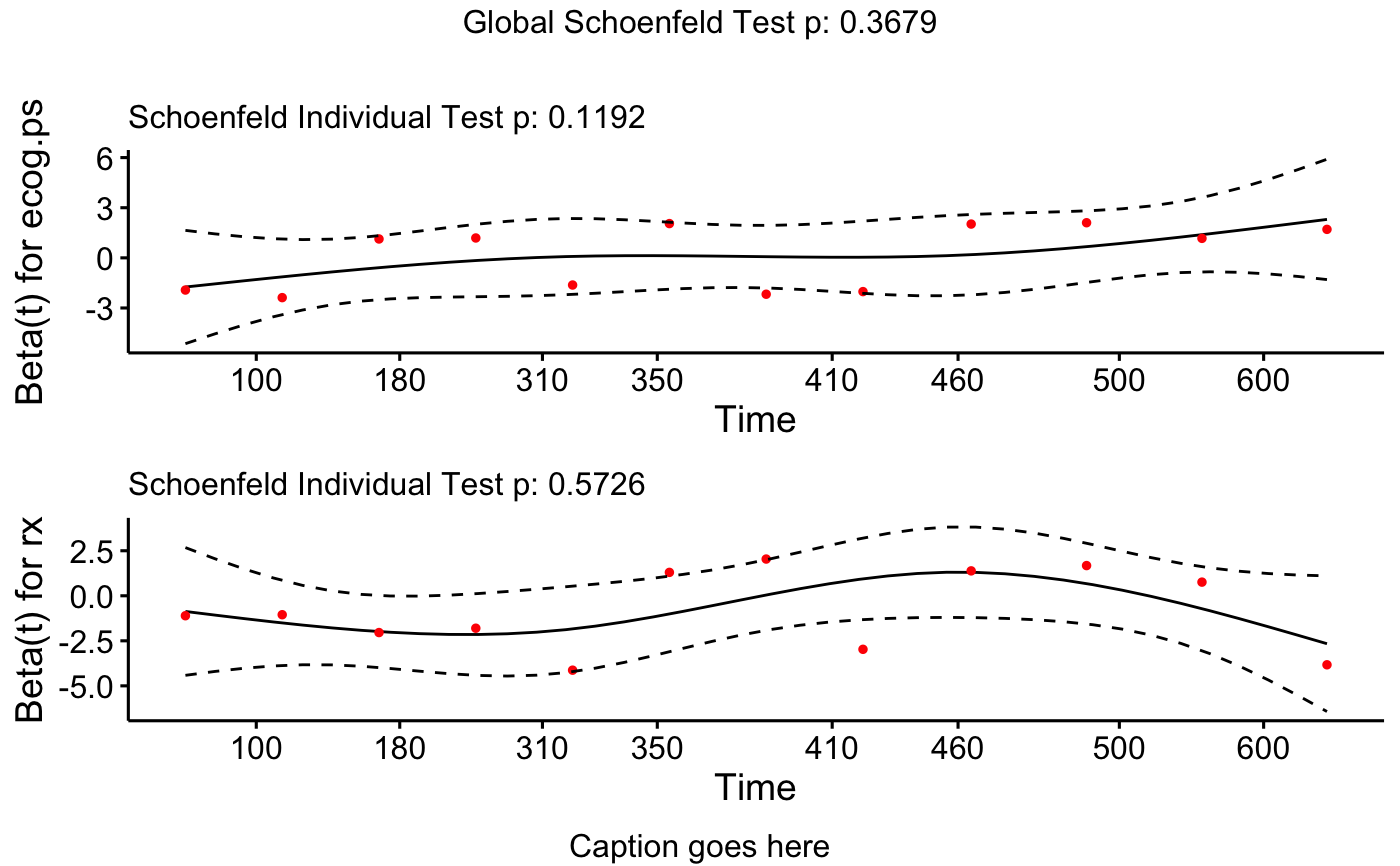 Global Schoenfeld Test p: 0.3679
Schoenfeld Individual Test p: 0.1192
Beta(t) for ecog.ps
6
3
0
-3
100 180 310 350 410 460 500 600
Time
Schoenfeld Individual Test p: 0.5726
Beta(t) for rx
2.5
0.0
-2.5
-5.0
100 180 310 350 410 460 500 600
Time
Caption goes here